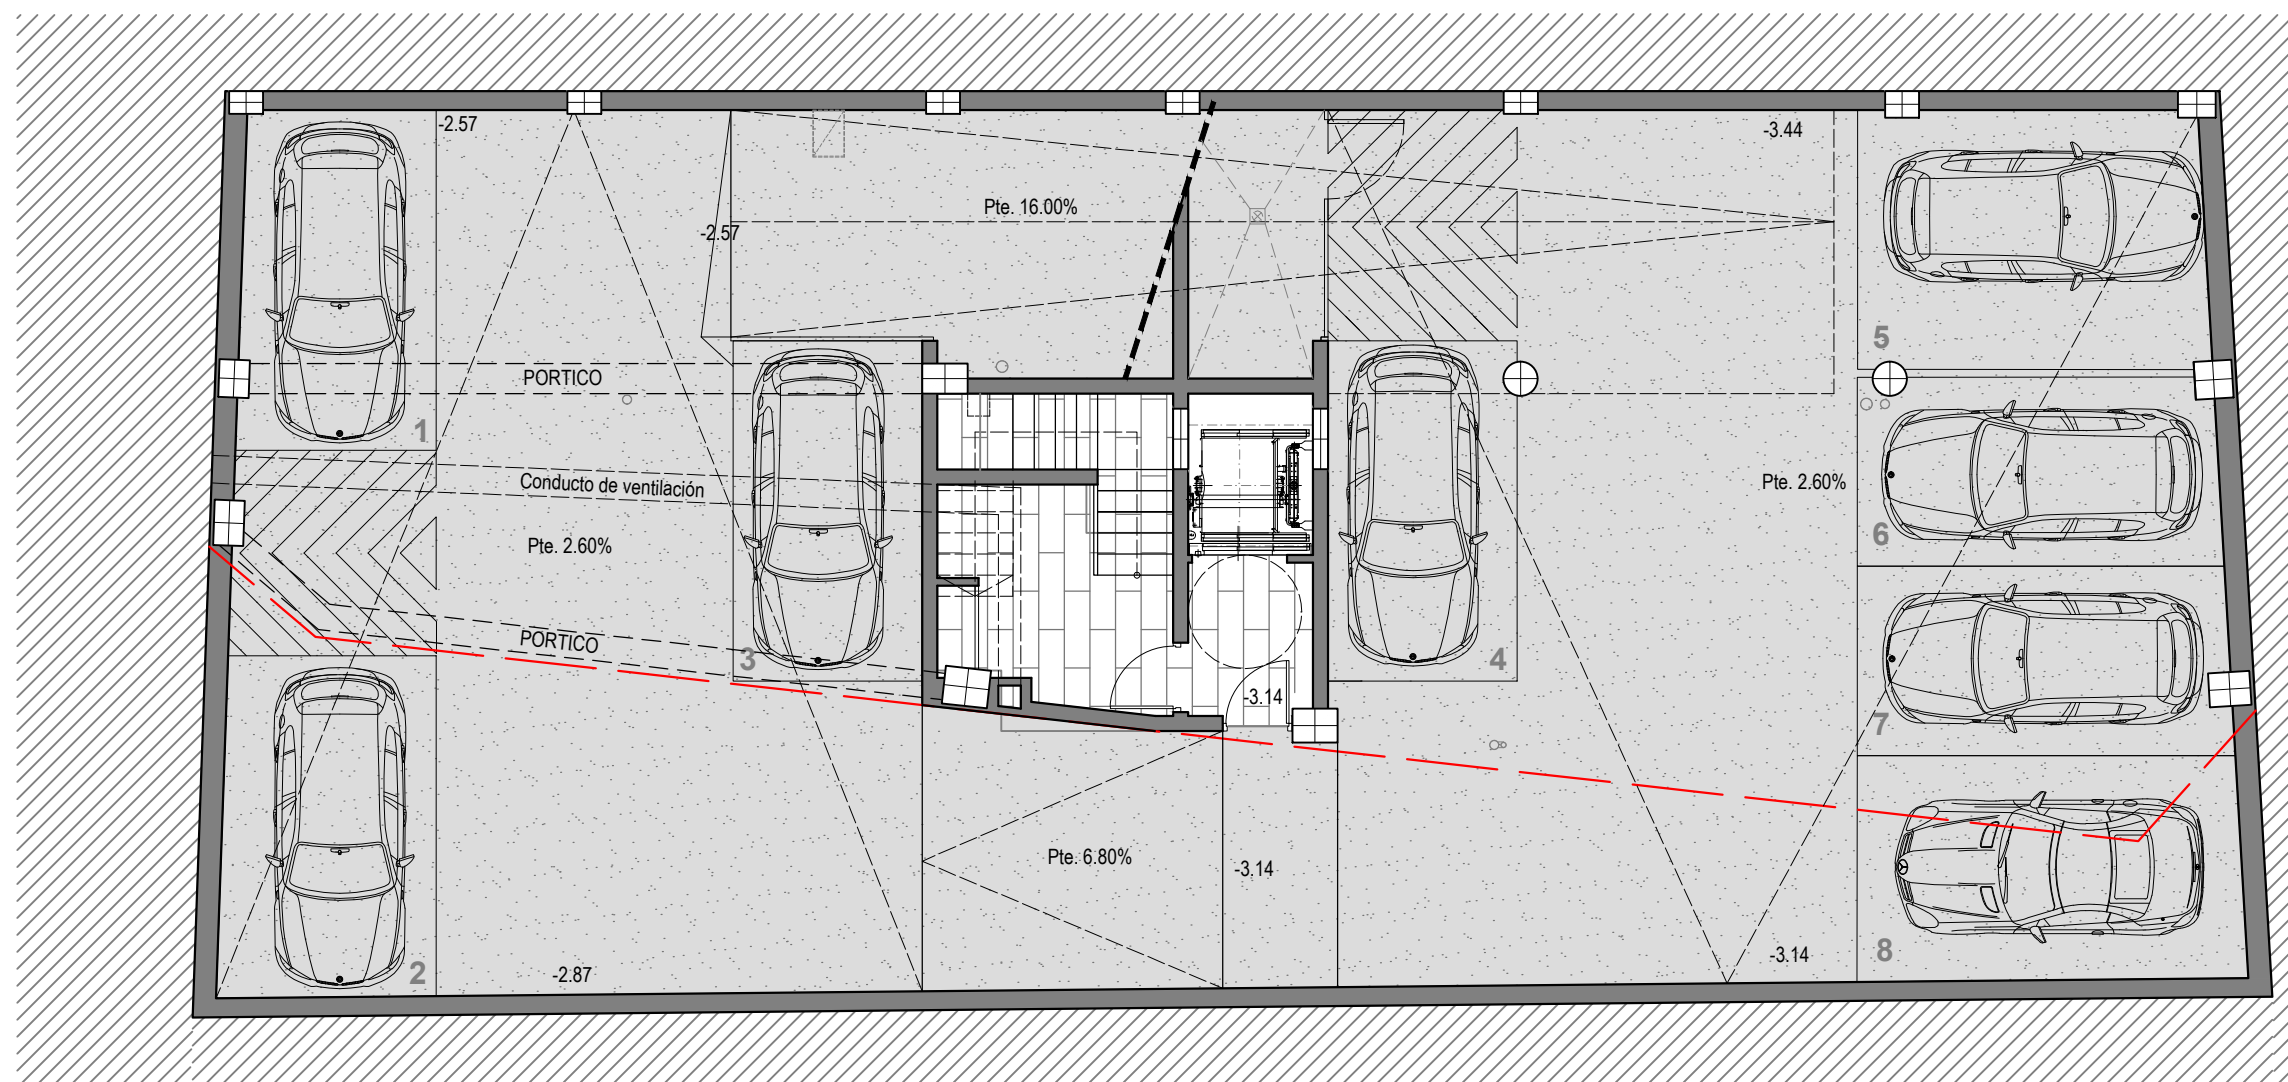 -2.57
-3.44
Pte. 16.00%
-2.57
5
PORTICO
1
Conducto de ventilación
Pte. 2.60%
Pte. 2.60%
6
PORTICO
3
4
-3.14
7
Pte. 6.80%
-3.14
2
-2.87
-3.14
8